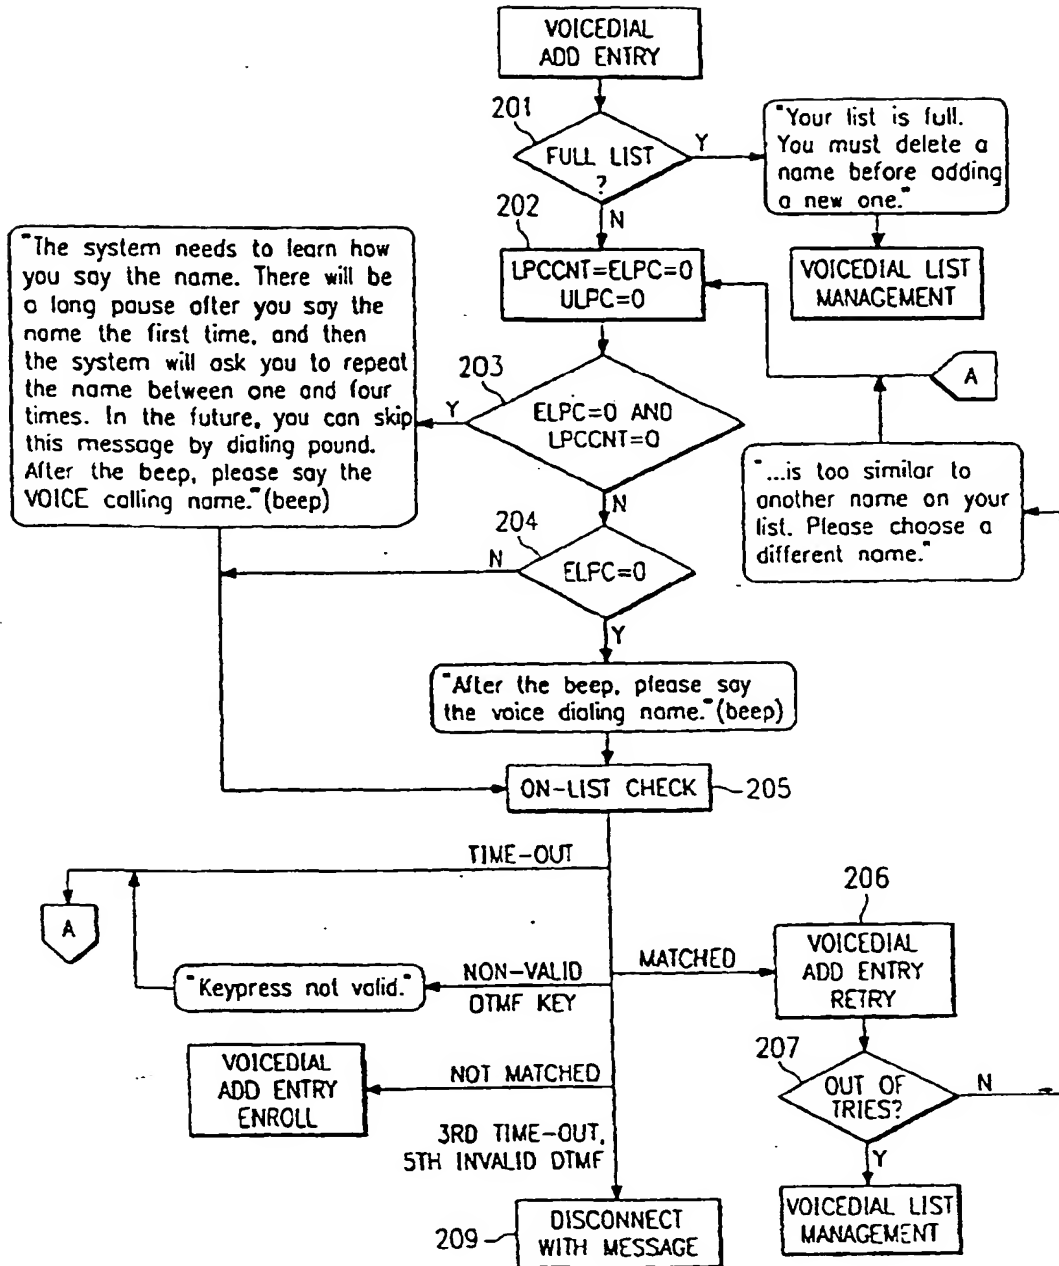 VOICEDIAL
ADD ENTRY
201
FULL LIST
?
Y
N
"Your list is full.
You must delete a
name before adding
a new one."
VOICEDIAL LIST
MANAGEMENT
202
LPCCNT=ELPC=0
ULPC=0
A
"The system needs to learn how
you say the name. There will be
a long pause after you say the
name the first time, and then
the system will ask you to repeat
the name between one and four
times. In the future, you can skip
this message by dialing pound.
After the beep, please say the
VOICE calling name."(beep)
203
Y
ELPC=0 AND
LPCCNT=0
N
"...is too similar to
another name on your
list. Please choose a
different name."
204
N
ELPC=0
Y
"After the beep, please say
the voice dialing name."(beep)
ON-LIST CHECK
205
TIME-OUT
A
"Keypress not valid."
NON-VALID
DTMF KEY
MATCHED
206
VOICEDIAL
ADD ENTRY
RETRY
207
OUT OF
TRIES?
N
Y
VOICEDIAL
ADD ENTRY
ENROLL
NOT MATCHED
3RD TIME-OUT,
5TH INVALID DTMF
VOICEDIAL LIST
MANAGEMENT
209
DISCONNECT
WITH MESSAGE